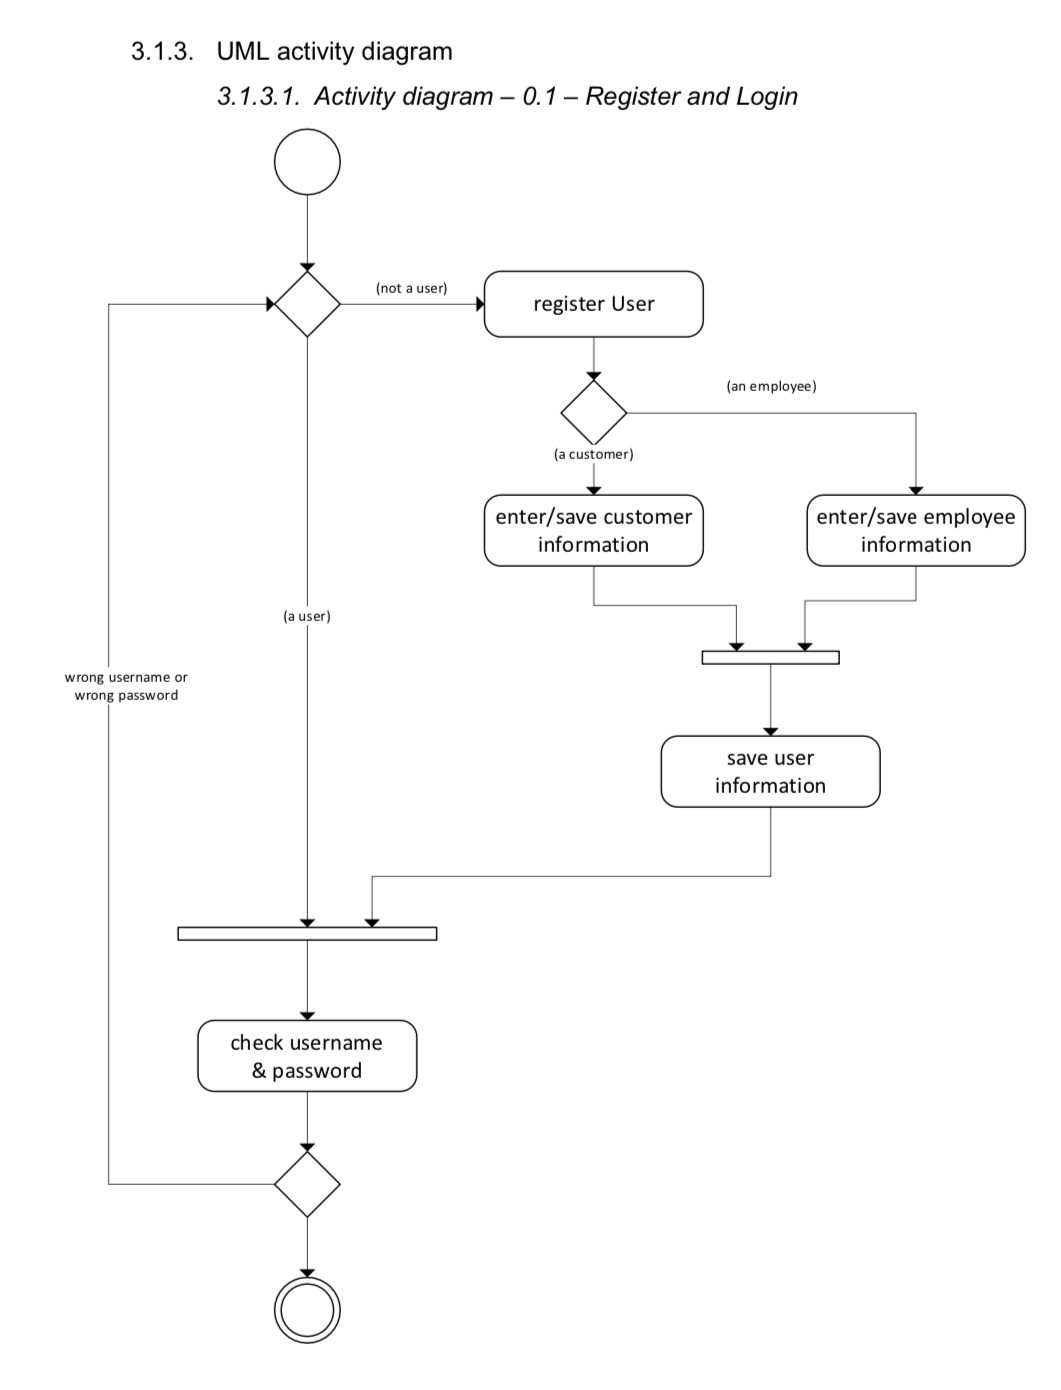 3.1.3. UML activity diagram
3.1.3.1. Activity diagram – 0.1 – Register and Login
(not a user)
register User
(an employee)
(a customer)
enter/save customer
information
enter/save employee
information
(a user)
wrong username or
wrong password
save user
information
check username
& password